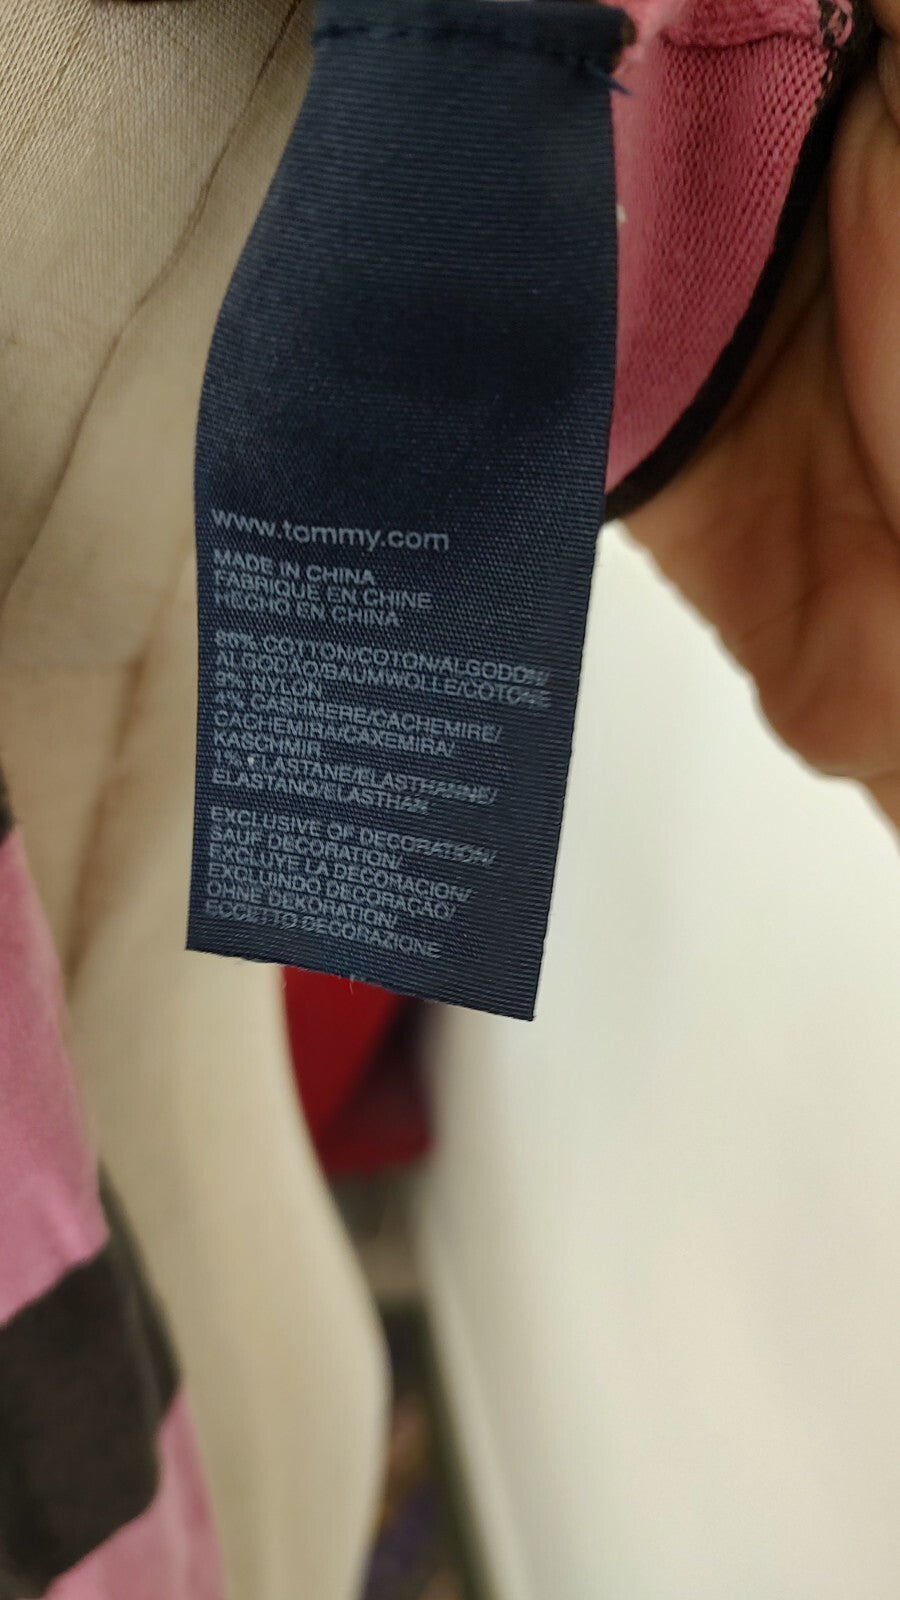 www.tommy.com
MADE IN CHINA
FABRIQUE EN CHINE
HECHO EN CHINA
COTTON/COTON/ALGODON/
ALGODÃO/BAUMWOLLE/COTONE
9% NYLON
4% CASHMERE/CACHEMIRE/
CACHEMIRA/CAXEMIRA/
KASCHMIR
1% ELASTANE/ELASTHANNE/
ELASTANO/ELASTHAN
EXCLUSIVE OF DECORATION/
SAUF DECORATION/
EXCLUYE LA DECORACION/
EXCLUINDO DECORAÇÃO/
OHNE DEKORATION/
ECCETTO DECORAZIONE